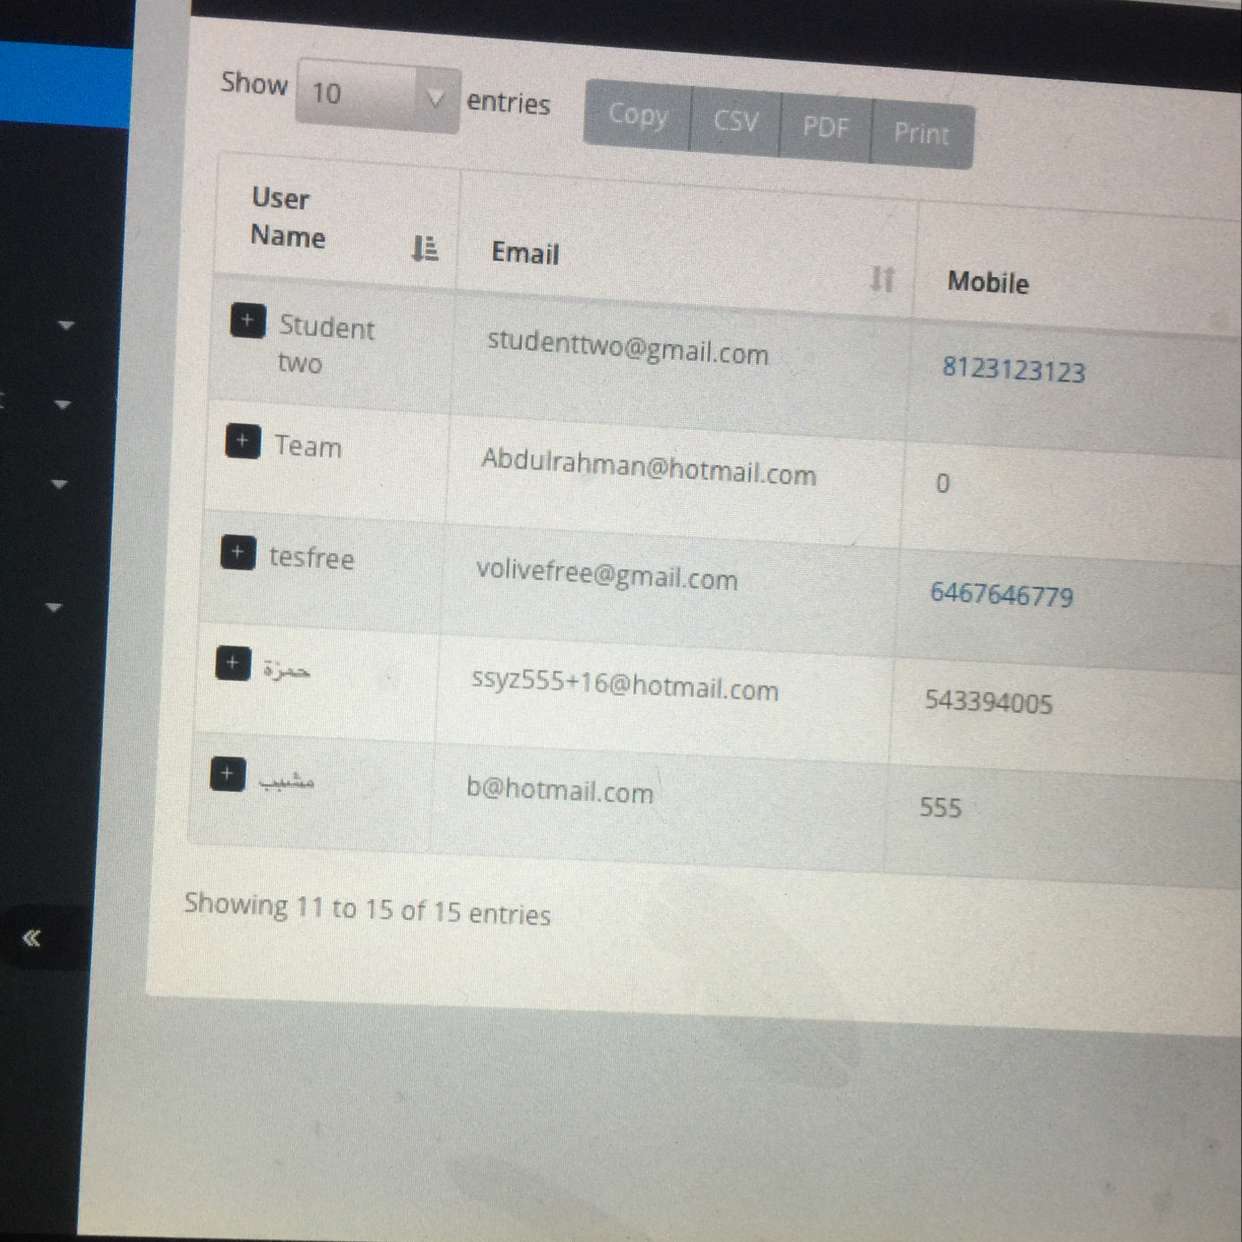 Show 10 entries Copy CSV PDF Print
User Name Email Mobile
Student two studenttwo@gmail.com 8123123123
Team Abdulrahman@hotmail.com 0
tesfree volivefree@gmail.com 6467646779
حمزة ssyz555+16@hotmail.com 543394005
مشبب b@hotmail.com 555
Showing 11 to 15 of 15 entries